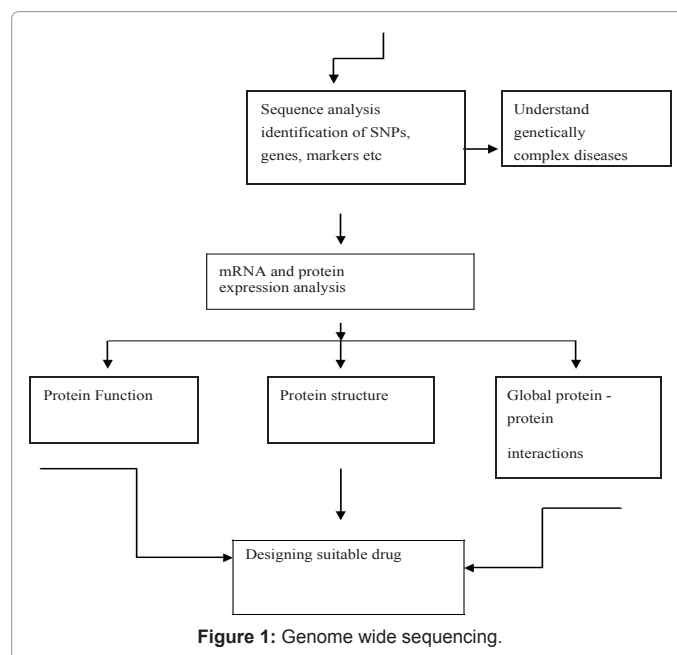 Sequence analysis
identification of SNPs,
genes, markers etc
Understand
genetically
complex diseases
mRNA and protein
expression analysis
Protein Function
Protein structure
Global protein -
protein
interactions
Designing suitable drug
Figure 1: Genome wide sequencing.